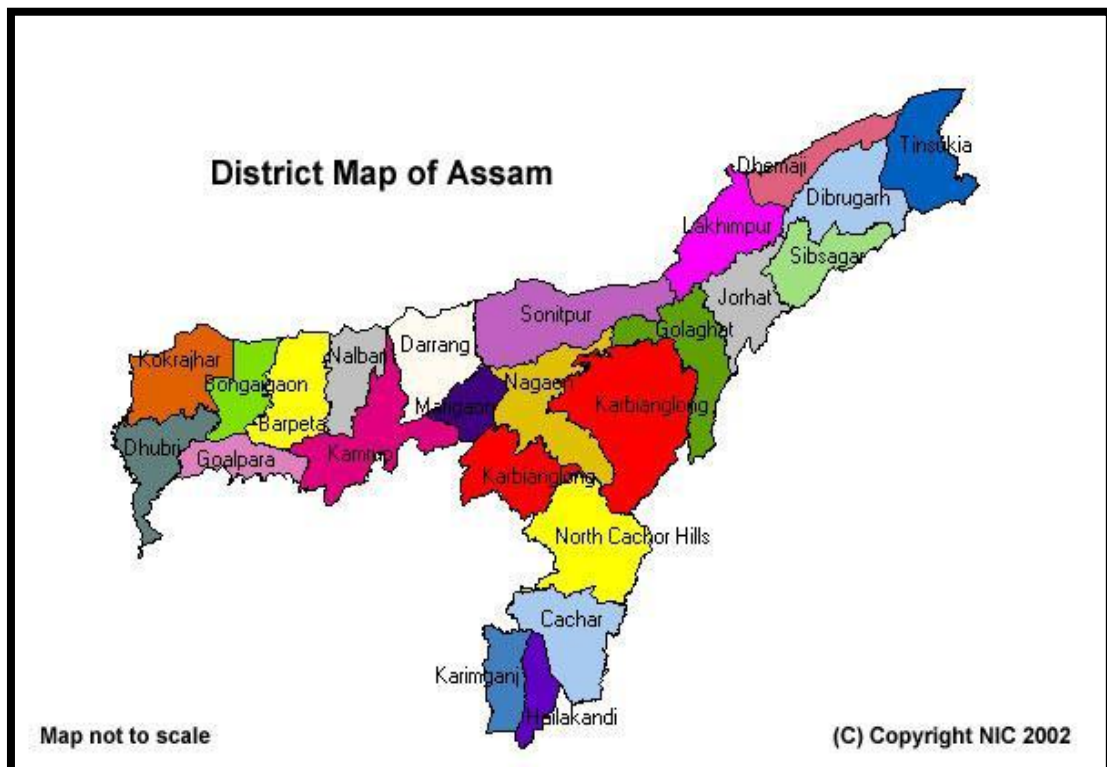 District Map of Assam
Tinsukia
Dhemaji
Dibrugarh
Lakhimpur
Sibsagar
Jorhat
Sonitpur
Golaghat
Darrang
Nalbari
Kokrajhar
Bongaigaon
Nagaon
Karbianglong
Barpeta
Dhubri
Goalpara
Kamrup
Karbianglong
North Cachor Hills
Cachar
Karimganj
Hailakandi
Map not to scale
(C) Copyright NIC 2002